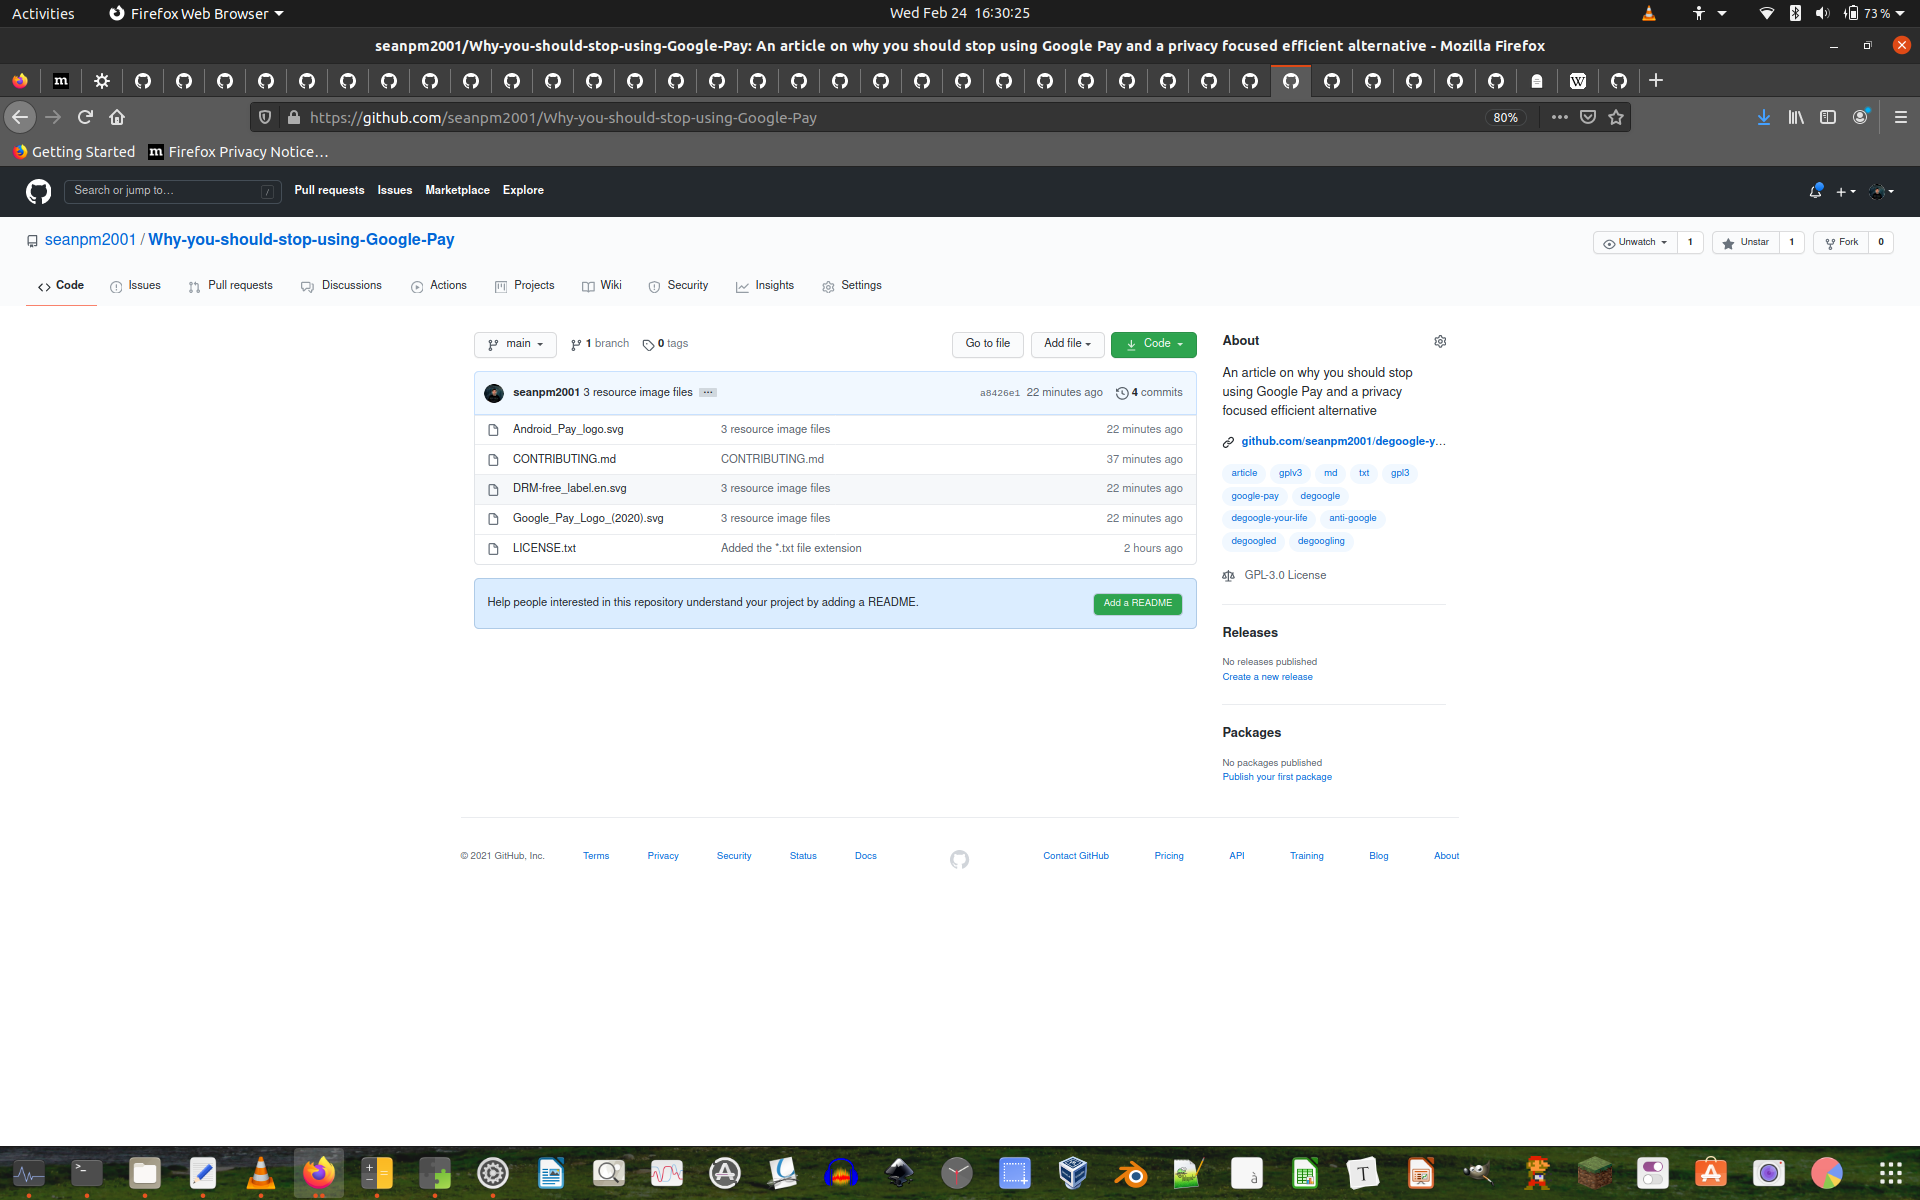 Activities
Firefox Web Browser
Wed Feb 24 16:30:25
73 %
seanpm2001/Why-you-should-stop-using-Google-Pay: An article on why you should stop using Google Pay and a privacy focused efficient alternative - Mozilla Firefox
https://github.com/seanpm2001/Why-you-should-stop-using-Google-Pay
80%
Getting Started
Firefox Privacy Notice…
Search or jump to…
/
Pull requests
Issues
Marketplace
Explore
seanpm2001 / Why-you-should-stop-using-Google-Pay
Unwatch 1
Unstar 1
Fork 0
Code
Issues
Pull requests
Discussions
Actions
Projects
Wiki
Security
Insights
Settings
main
1 branch
0 tags
Go to file
Add file
Code
seanpm2001 3 resource image files
a8426e1 22 minutes ago
4 commits
Android_Pay_logo.svg 3 resource image files 22 minutes ago
CONTRIBUTING.md CONTRIBUTING.md 37 minutes ago
DRM-free_label.en.svg 3 resource image files 22 minutes ago
Google_Pay_Logo_(2020).svg 3 resource image files 22 minutes ago
LICENSE.txt Added the *.txt file extension 2 hours ago
Help people interested in this repository understand your project by adding a README.
Add a README
About
An article on why you should stop
using Google Pay and a privacy
focused efficient alternative
github.com/seanpm2001/degoogle-y…
article gplv3 md txt gpl3
google-pay degoogle
degoogle-your-life anti-google
degoogled degoogling
GPL-3.0 License
Releases
No releases published
Create a new release
Packages
No packages published
Publish your first package
© 2021 GitHub, Inc.
Terms
Privacy
Security
Status
Docs
Contact GitHub
Pricing
API
Training
Blog
About